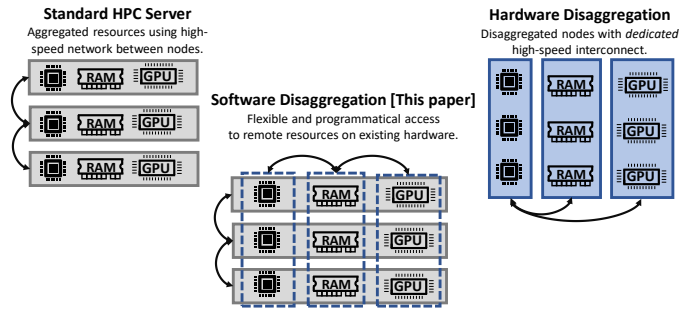 Standard HPC Server
Aggregated resources using high-
speed network between nodes.
RAM GPU
RAM GPU
RAM GPU
Software Disaggregation [This paper]
Flexible and programmatical access
to remote resources on existing hardware.
RAM GPU
RAM GPU
RAM GPU
Hardware Disaggregation
Disaggregated nodes with dedicated
high-speed interconnect.
RAM GPU
RAM GPU
RAM GPU